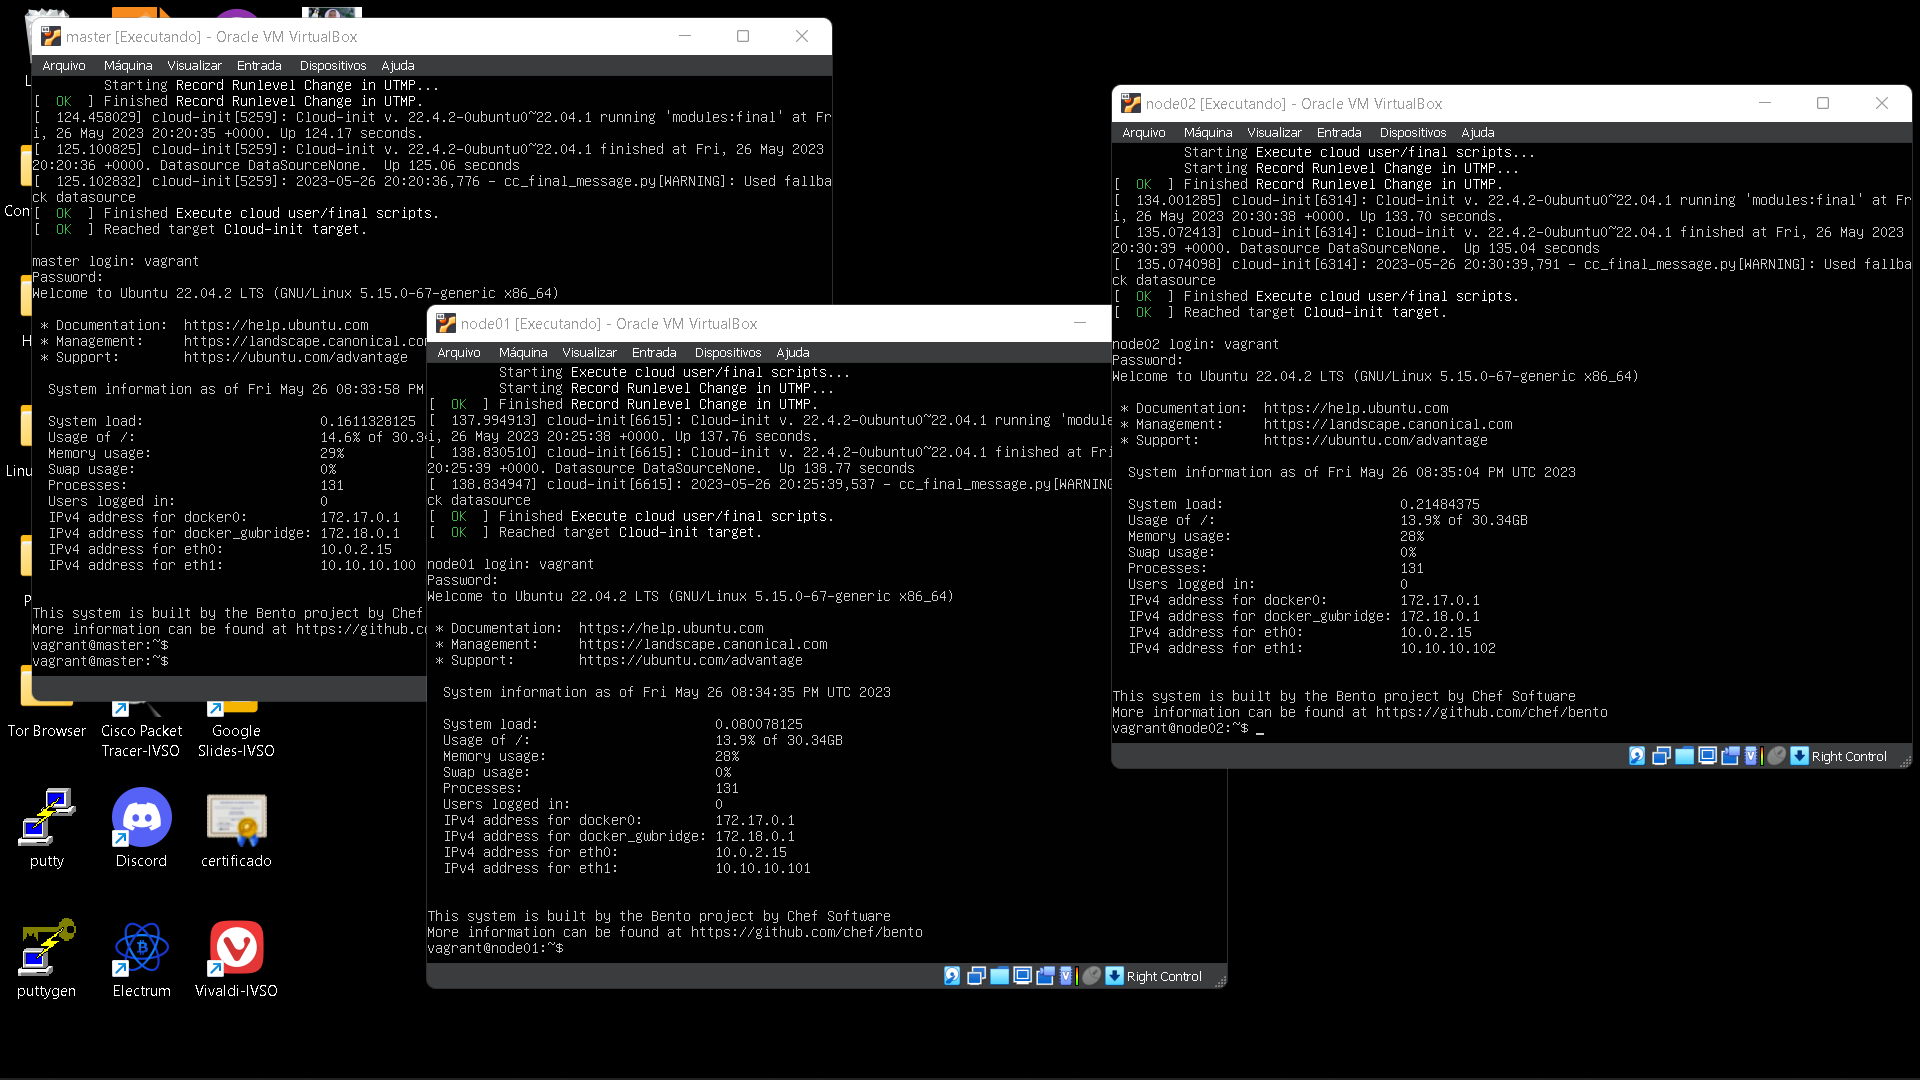 master [Executando] - Oracle VM VirtualBox
Arquivo Máquina Visualizar Entrada Dispositivos Ajuda
Starting Record Runlevel Change in UTMP...
[  OK  ] Finished Record Runlevel Change in UTMP.
[  124.458029] cloud-init[5259]: Cloud-init v. 22.4.2-0ubuntu0~22.04.1 running 'modules:final' at Fr
i, 26 May 2023 20:20:35 +0000. Up 124.17 seconds.
[  125.100825] cloud-init[5259]: Cloud-init v. 22.4.2-0ubuntu0~22.04.1 finished at Fri, 26 May 2023
20:20:36 +0000. Datasource DataSourceNone.  Up 125.06 seconds
[  125.102832] cloud-init[5259]: 2023-05-26 20:20:36,776 - cc_final_message.py[WARNING]: Used fallba
ck datasource
[  OK  ] Finished Execute cloud user/final scripts.
[  OK  ] Reached target Cloud-init target.
master login: vagrant
Password:
Welcome to Ubuntu 22.04.2 LTS (GNU/Linux 5.15.0-67-generic x86_64)
* Documentation:  https://help.ubuntu.com
* Management:     https://landscape.canonical.co
* Support:        https://ubuntu.com/advantage
System information as of Fri May 26 08:33:58 PM
System load:                      0.1611328125
Usage of /:                       14.6% of 30.3
Memory usage:                     29%
Swap usage:                       0%
Processes:                        131
Users logged in:                  0
IPv4 address for docker0:         172.17.0.1
IPv4 address for docker_gwbridge: 172.18.0.1
IPv4 address for eth0:            10.0.2.15
IPv4 address for eth1:            10.10.10.100
This system is built by the Bento project by Chef
More information can be found at https://github.c
vagrant@master:~$
vagrant@master:~$
node01 [Executando] - Oracle VM VirtualBox
Arquivo Máquina Visualizar Entrada Dispositivos Ajuda
Starting Execute cloud user/final scripts...
Starting Record Runlevel Change in UTMP...
[  OK  ] Finished Record Runlevel Change in UTMP.
[  137.994913] cloud-init[6615]: Cloud-init v. 22.4.2-0ubuntu0~22.04.1 running 'module
i, 26 May 2023 20:25:38 +0000. Up 137.76 seconds.
[  138.830510] cloud-init[6615]: Cloud-init v. 22.4.2-0ubuntu0~22.04.1 finished at Fri
20:25:39 +0000. Datasource DataSourceNone.  Up 138.77 seconds
[  138.834947] cloud-init[6615]: 2023-05-26 20:25:39,537 - cc_final_message.py[WARNING
ck datasource
[  OK  ] Finished Execute cloud user/final scripts.
[  OK  ] Reached target Cloud-init target.
node01 login: vagrant
Password:
Welcome to Ubuntu 22.04.2 LTS (GNU/Linux 5.15.0-67-generic x86_64)
* Documentation:  https://help.ubuntu.com
* Management:     https://landscape.canonical.com
* Support:        https://ubuntu.com/advantage
System information as of Fri May 26 08:34:35 PM UTC 2023
System load:                      0.080078125
Usage of /:                       13.9% of 30.34GB
Memory usage:                     28%
Swap usage:                       0%
Processes:                        131
Users logged in:                  0
IPv4 address for docker0:         172.17.0.1
IPv4 address for docker_gwbridge: 172.18.0.1
IPv4 address for eth0:            10.0.2.15
IPv4 address for eth1:            10.10.10.101
This system is built by the Bento project by Chef Software
More information can be found at https://github.com/chef/bento
vagrant@node01:~$
Right Control
node02 [Executando] - Oracle VM VirtualBox
Arquivo Máquina Visualizar Entrada Dispositivos Ajuda
Starting Execute cloud user/final scripts...
Starting Record Runlevel Change in UTMP...
[  OK  ] Finished Record Runlevel Change in UTMP.
[  134.001285] cloud-init[6314]: Cloud-init v. 22.4.2-0ubuntu0~22.04.1 running 'modules:final' at Fr
i, 26 May 2023 20:30:38 +0000. Up 133.70 seconds.
[  135.072413] cloud-init[6314]: Cloud-init v. 22.4.2-0ubuntu0~22.04.1 finished at Fri, 26 May 2023
20:30:39 +0000. Datasource DataSourceNone.  Up 135.04 seconds
[  135.074098] cloud-init[6314]: 2023-05-26 20:30:39,791 - cc_final_message.py[WARNING]: Used fallba
ck datasource
[  OK  ] Finished Execute cloud user/final scripts.
[  OK  ] Reached target Cloud-init target.
node02 login: vagrant
Password:
Welcome to Ubuntu 22.04.2 LTS (GNU/Linux 5.15.0-67-generic x86_64)
* Documentation:  https://help.ubuntu.com
* Management:     https://landscape.canonical.com
* Support:        https://ubuntu.com/advantage
System information as of Fri May 26 08:35:04 PM UTC 2023
System load:                      0.21484375
Usage of /:                       13.9% of 30.34GB
Memory usage:                     28%
Swap usage:                       0%
Processes:                        131
Users logged in:                  0
IPv4 address for docker0:         172.17.0.1
IPv4 address for docker_gwbridge: 172.18.0.1
IPv4 address for eth0:            10.0.2.15
IPv4 address for eth1:            10.10.10.102
This system is built by the Bento project by Chef Software
More information can be found at https://github.com/chef/bento
vagrant@node02:~$ _
Right Control
Linu
Tor Browser
Cisco Packet
Tracer-IVSO
Google
Slides-IVSO
putty
Discord
certificado
puttygen
Electrum
Vivaldi-IVSO